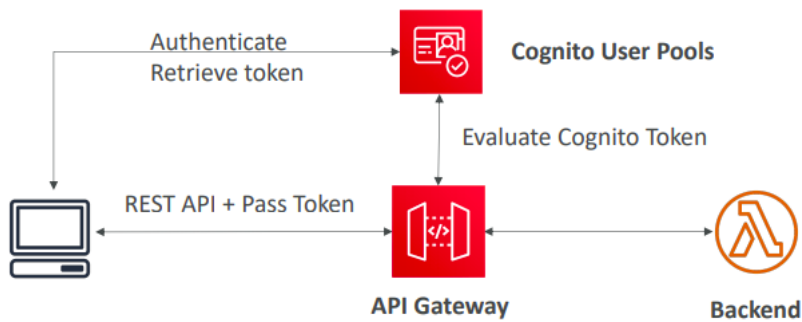 Authenticate
Retrieve token
Cognito User Pools
Evaluate Cognito Token
REST API + Pass Token
</>
API Gateway
Backend